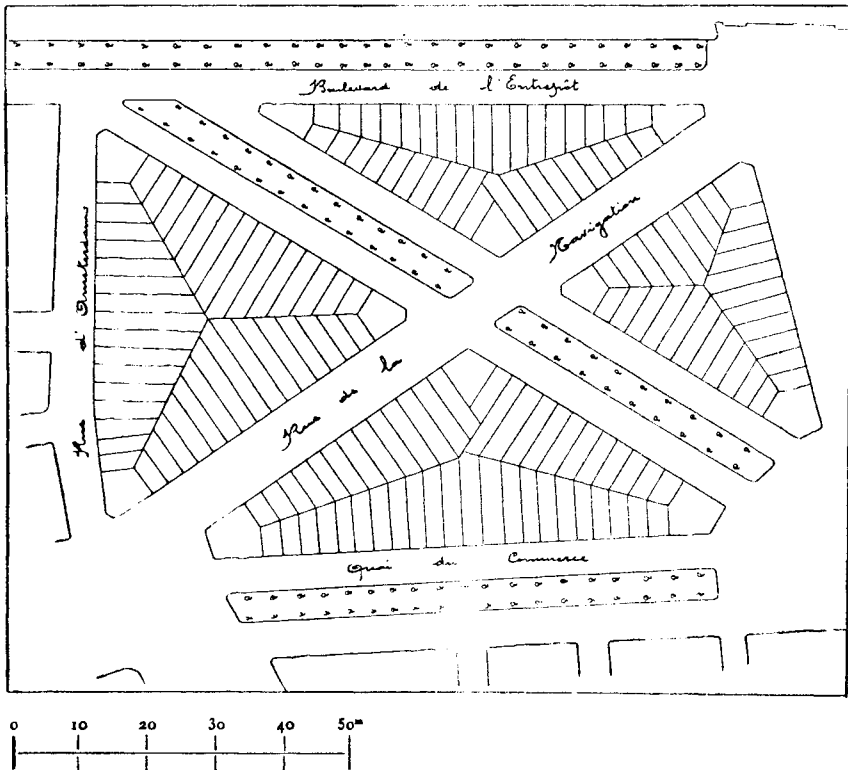 Boulevard de l'Entrepôt
Rue d'Amsterdam
Rue de la Navigation
Quai du Commerce
0 10 20 30 40 50m